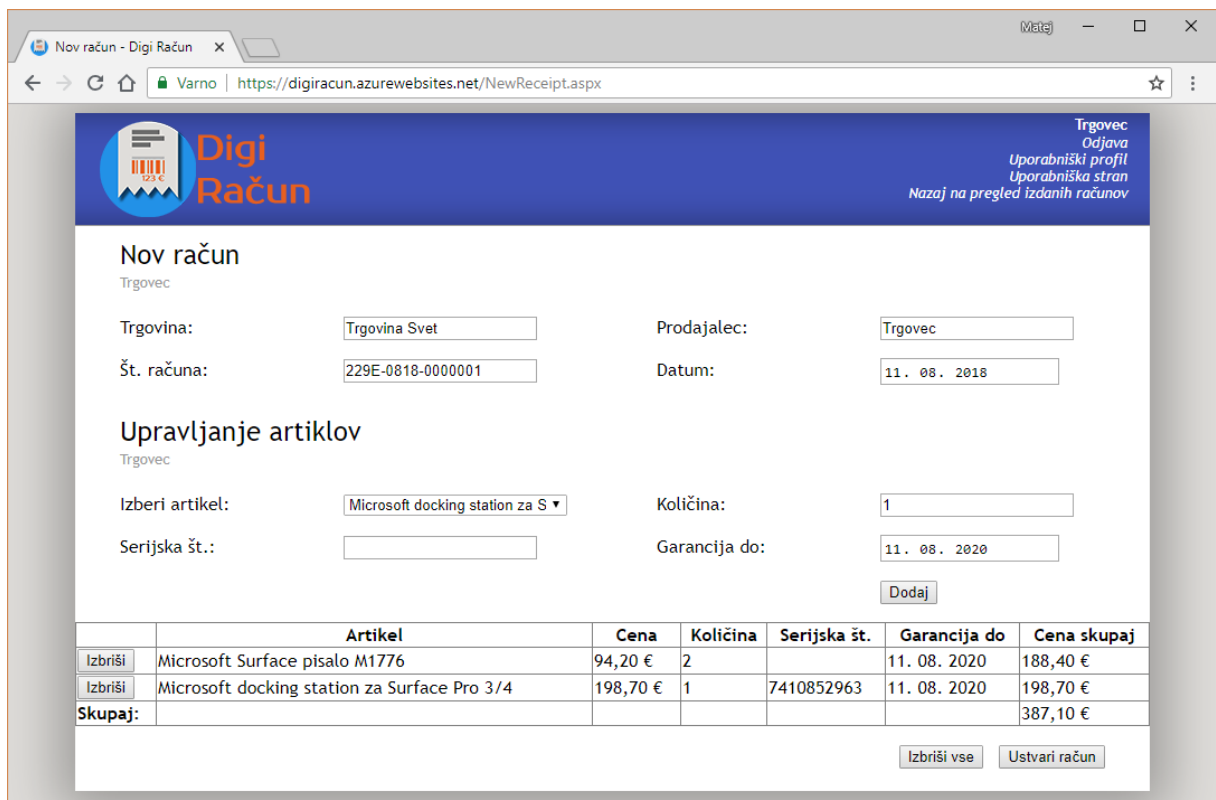 Matej
Nov račun - Digi Račun
Varno | https://digiracun.azurewebsites.net/NewReceipt.aspx
123 €
Digi
Račun
Trgovec
Odjava
Uporabniški profil
Uporabniška stran
Nazaj na pregled izdanih računov
Nov račun
Trgovec
Trgovina: Trgovina Svet Prodajalec: Trgovec
Št. računa: 229E-0818-0000001 Datum: 11. 08. 2018
Upravljanje artiklov
Trgovec
Izberi artikel: Microsoft docking station za S Količina: 1
Serijska št.: Garancija do: 11. 08. 2020
Dodaj
Artikel Cena Količina Serijska št. Garancija do Cena skupaj
Izbriši Microsoft Surface pisalo M1776 94,20 € 2 11. 08. 2020 188,40 €
Izbriši Microsoft docking station za Surface Pro 3/4 198,70 € 1 7410852963 11. 08. 2020 198,70 €
Skupaj: 387,10 €
Izbriši vse Ustvari račun